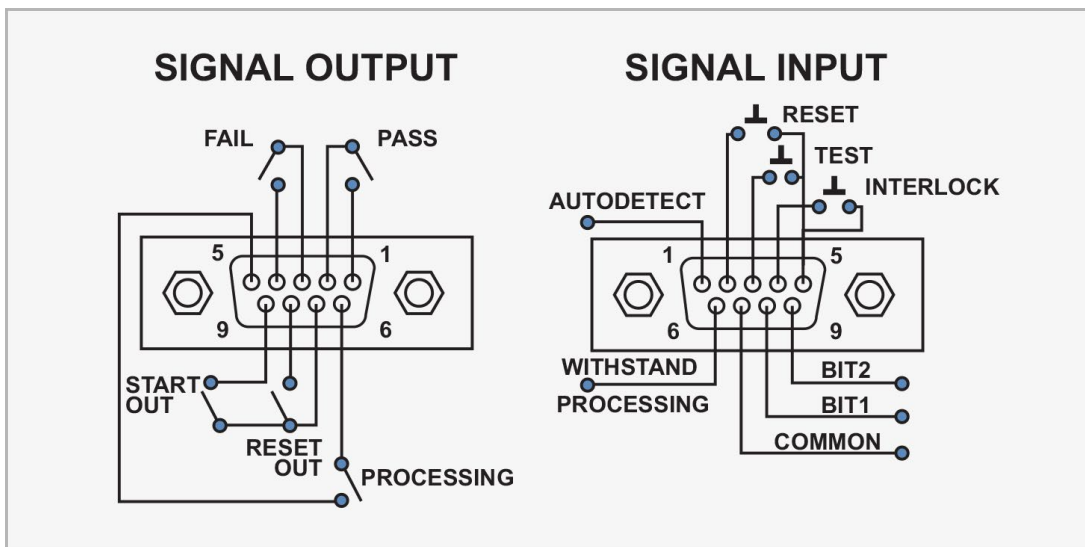 SIGNAL OUTPUT
FAIL
PASS
5
1
9
6
START
OUT
RESET
OUT
PROCESSING
SIGNAL INPUT
RESET
TEST
INTERLOCK
AUTODETECT
1
5
6
9
WITHSTAND
PROCESSING
BIT2
BIT1
COMMON